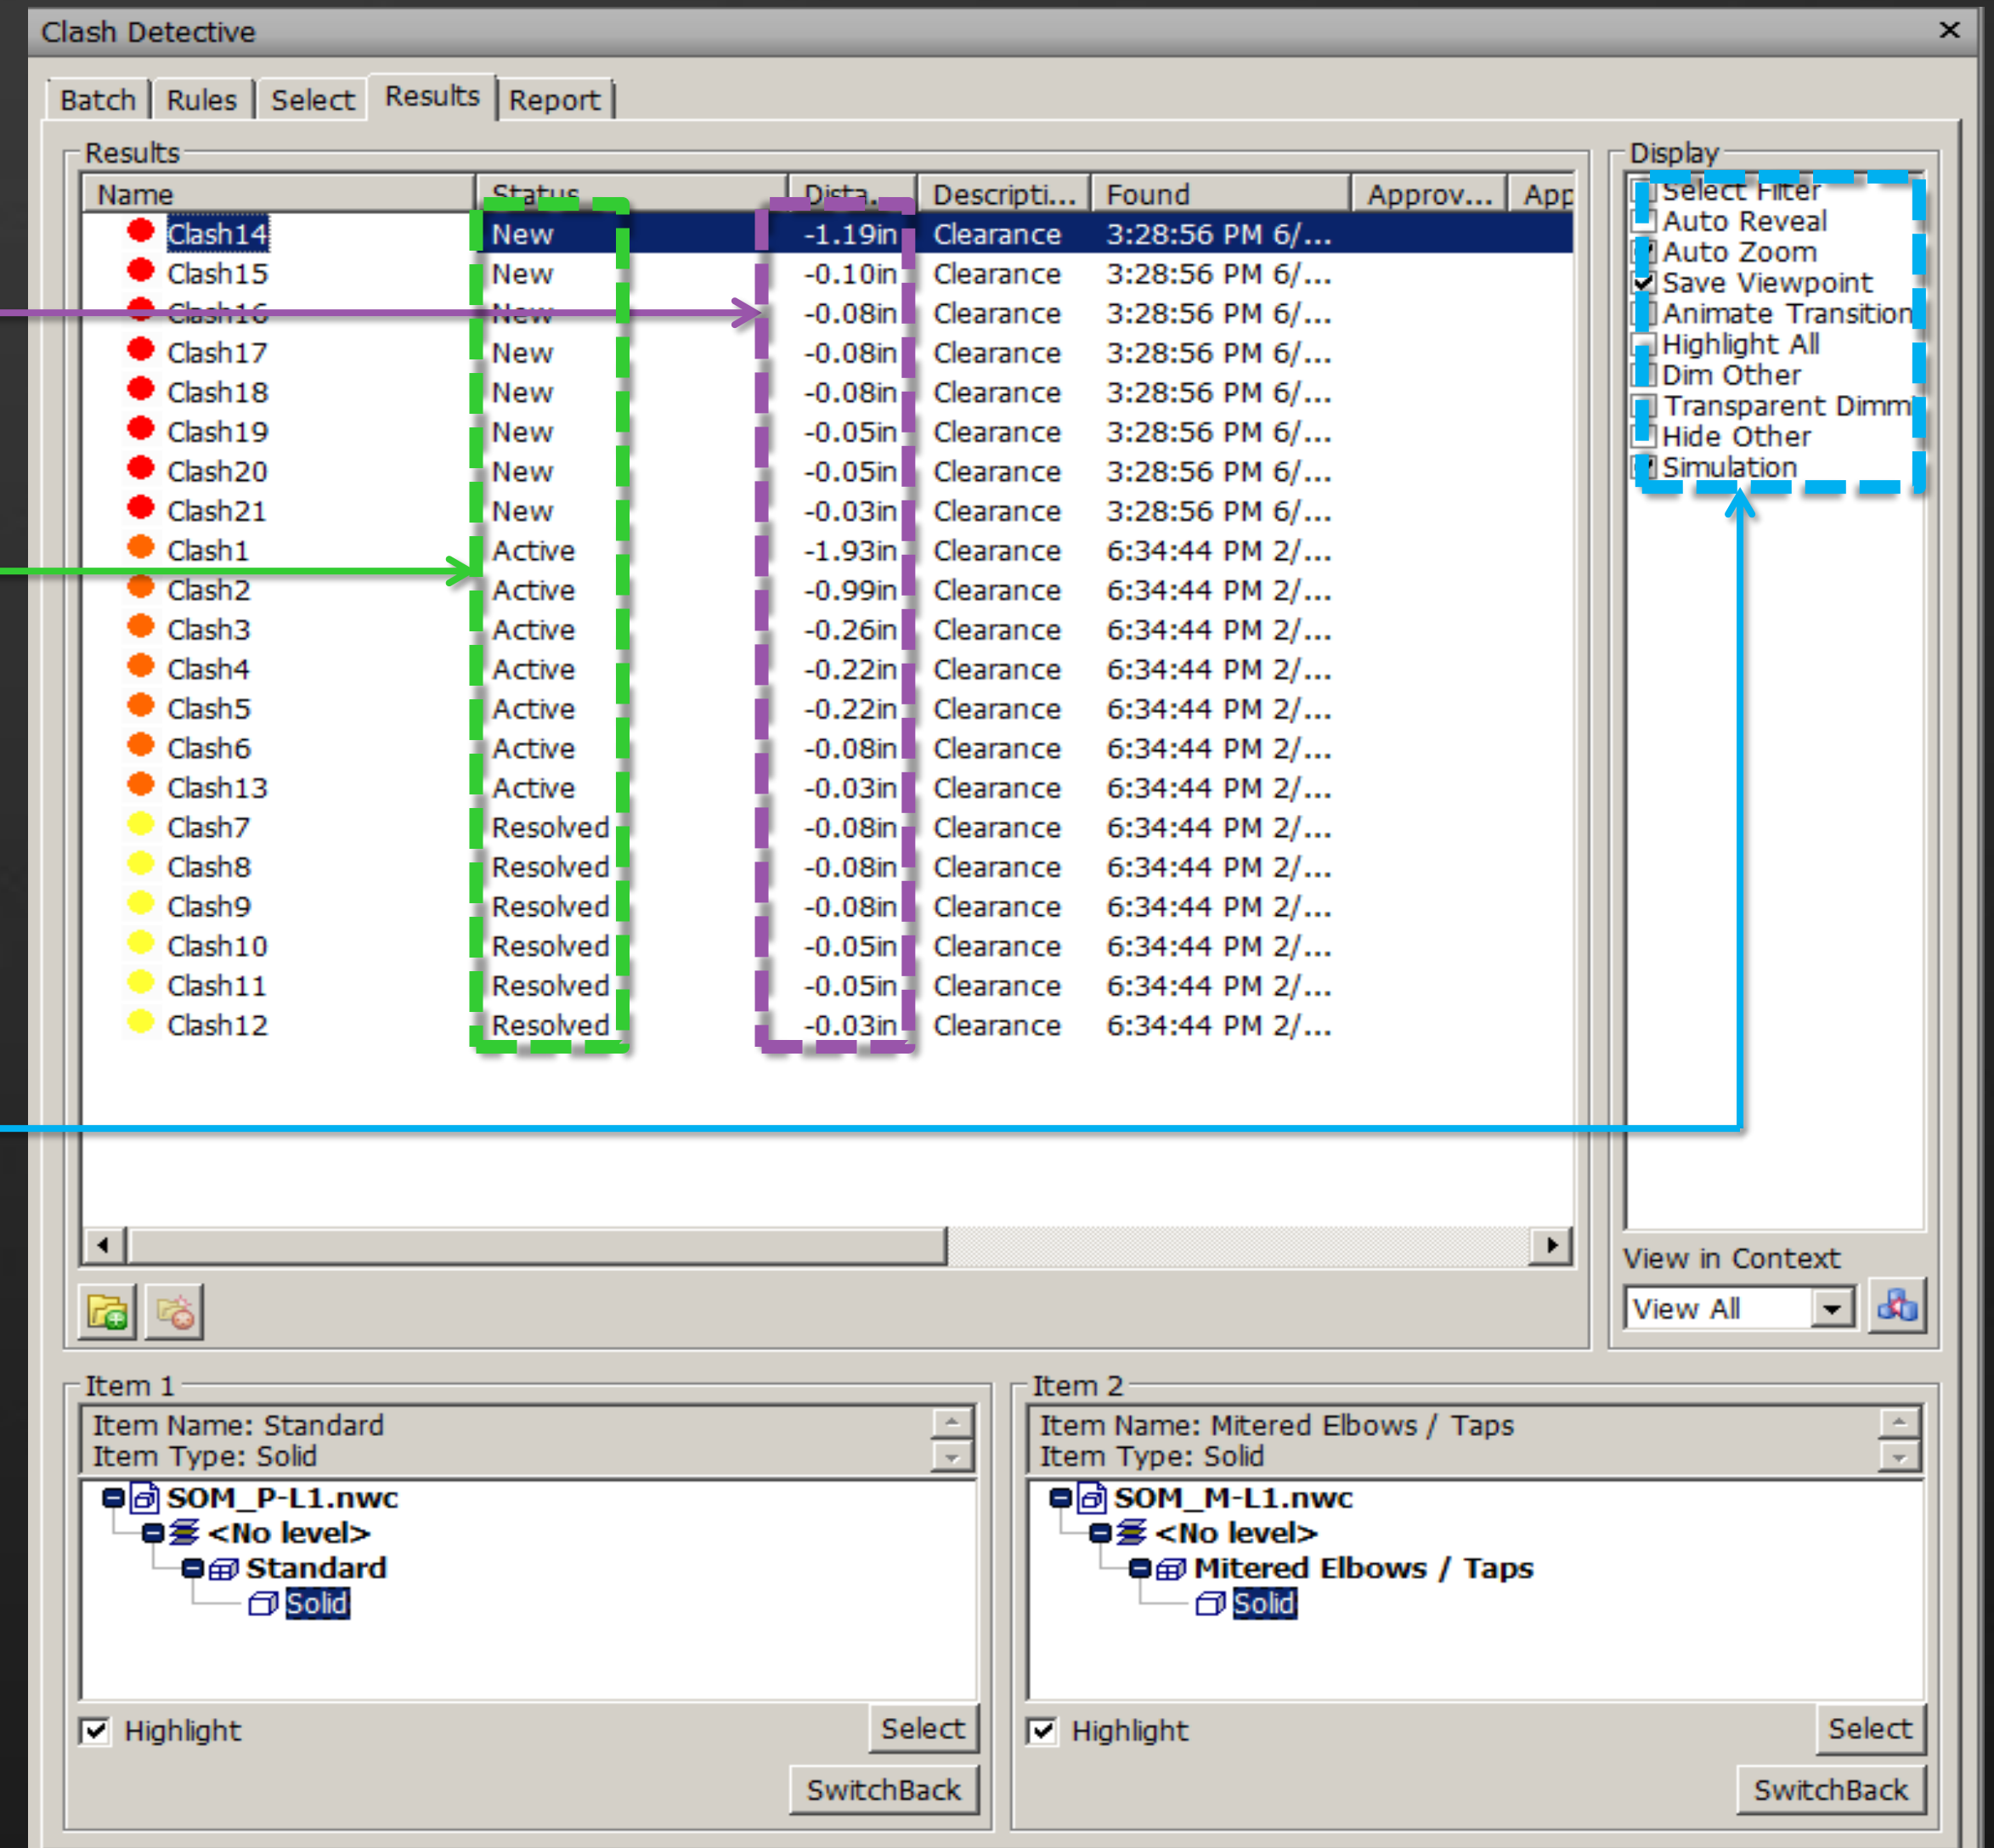 Clash Detective
Batch Rules Select Results Report
Results
Name Status Dista... Descripti... Found Approv... App
Clash14 New -1.19in Clearance 3:28:56 PM 6/...
Clash15 New -0.10in Clearance 3:28:56 PM 6/...
Clash16 New -0.08in Clearance 3:28:56 PM 6/...
Clash17 New -0.08in Clearance 3:28:56 PM 6/...
Clash18 New -0.08in Clearance 3:28:56 PM 6/...
Clash19 New -0.05in Clearance 3:28:56 PM 6/...
Clash20 New -0.05in Clearance 3:28:56 PM 6/...
Clash21 New -0.03in Clearance 3:28:56 PM 6/...
Clash1 Active -1.93in Clearance 6:34:44 PM 2/...
Clash2 Active -0.99in Clearance 6:34:44 PM 2/...
Clash3 Active -0.26in Clearance 6:34:44 PM 2/...
Clash4 Active -0.22in Clearance 6:34:44 PM 2/...
Clash5 Active -0.22in Clearance 6:34:44 PM 2/...
Clash6 Active -0.08in Clearance 6:34:44 PM 2/...
Clash13 Active -0.03in Clearance 6:34:44 PM 2/...
Clash7 Resolved -0.08in Clearance 6:34:44 PM 2/...
Clash8 Resolved -0.08in Clearance 6:34:44 PM 2/...
Clash9 Resolved -0.08in Clearance 6:34:44 PM 2/...
Clash10 Resolved -0.05in Clearance 6:34:44 PM 2/...
Clash11 Resolved -0.05in Clearance 6:34:44 PM 2/...
Clash12 Resolved -0.03in Clearance 6:34:44 PM 2/...
Display
Select Filter
Auto Reveal
Auto Zoom
Save Viewpoint
Animate Transition
Highlight All
Dim Other
Transparent Dimm
Hide Other
Simulation
View in Context
View All
Item 1
Item Name: Standard
Item Type: Solid
SOM_P-L1.nwc
<No level>
Standard
Solid
Highlight
Select
SwitchBack
Item 2
Item Name: Mitered Elbows / Taps
Item Type: Solid
SOM_M-L1.nwc
<No level>
Mitered Elbows / Taps
Solid
Highlight
Select
SwitchBack